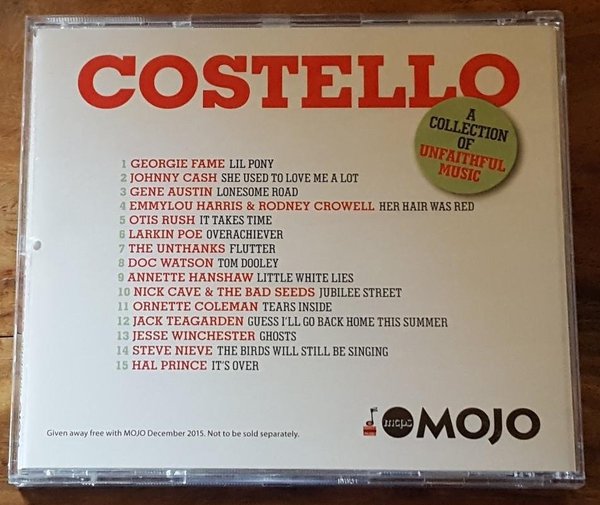 COSTELLO
A
COLLECTION
OF
UNFAITHFUL
MUSIC
1 GEORGIE FAME LIL PONY
2 JOHNNY CASH SHE USED TO LOVE ME A LOT
3 GENE AUSTIN LONESOME ROAD
4 EMMYLOU HARRIS & RODNEY CROWELL HER HAIR WAS RED
5 OTIS RUSH IT TAKES TIME
6 LARKIN POE OVERACHIEVER
7 THE UNTHANKS FLUTTER
8 DOC WATSON TOM DOOLEY
9 ANNETTE HANSHAW LITTLE WHITE LIES
10 NICK CAVE & THE BAD SEEDS JUBILEE STREET
11 ORNETTE COLEMAN TEARS INSIDE
12 JACK TEAGARDEN GUESS I'LL GO BACK HOME THIS SUMMER
13 JESSE WINCHESTER GHOSTS
14 STEVE NIEVE THE BIRDS WILL STILL BE SINGING
15 HAL PRINCE IT'S OVER
Given away free with MOJO December 2015. Not to be sold separately.
mcps MOJO